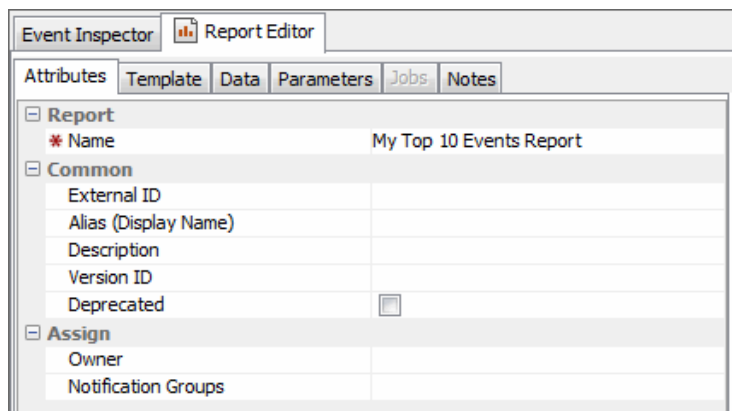 Event Inspector Report Editor
Attributes Template Data Parameters Jobs Notes
Report
* Name My Top 10 Events Report
Common
External ID
Alias (Display Name)
Description
Version ID
Deprecated
Assign
Owner
Notification Groups